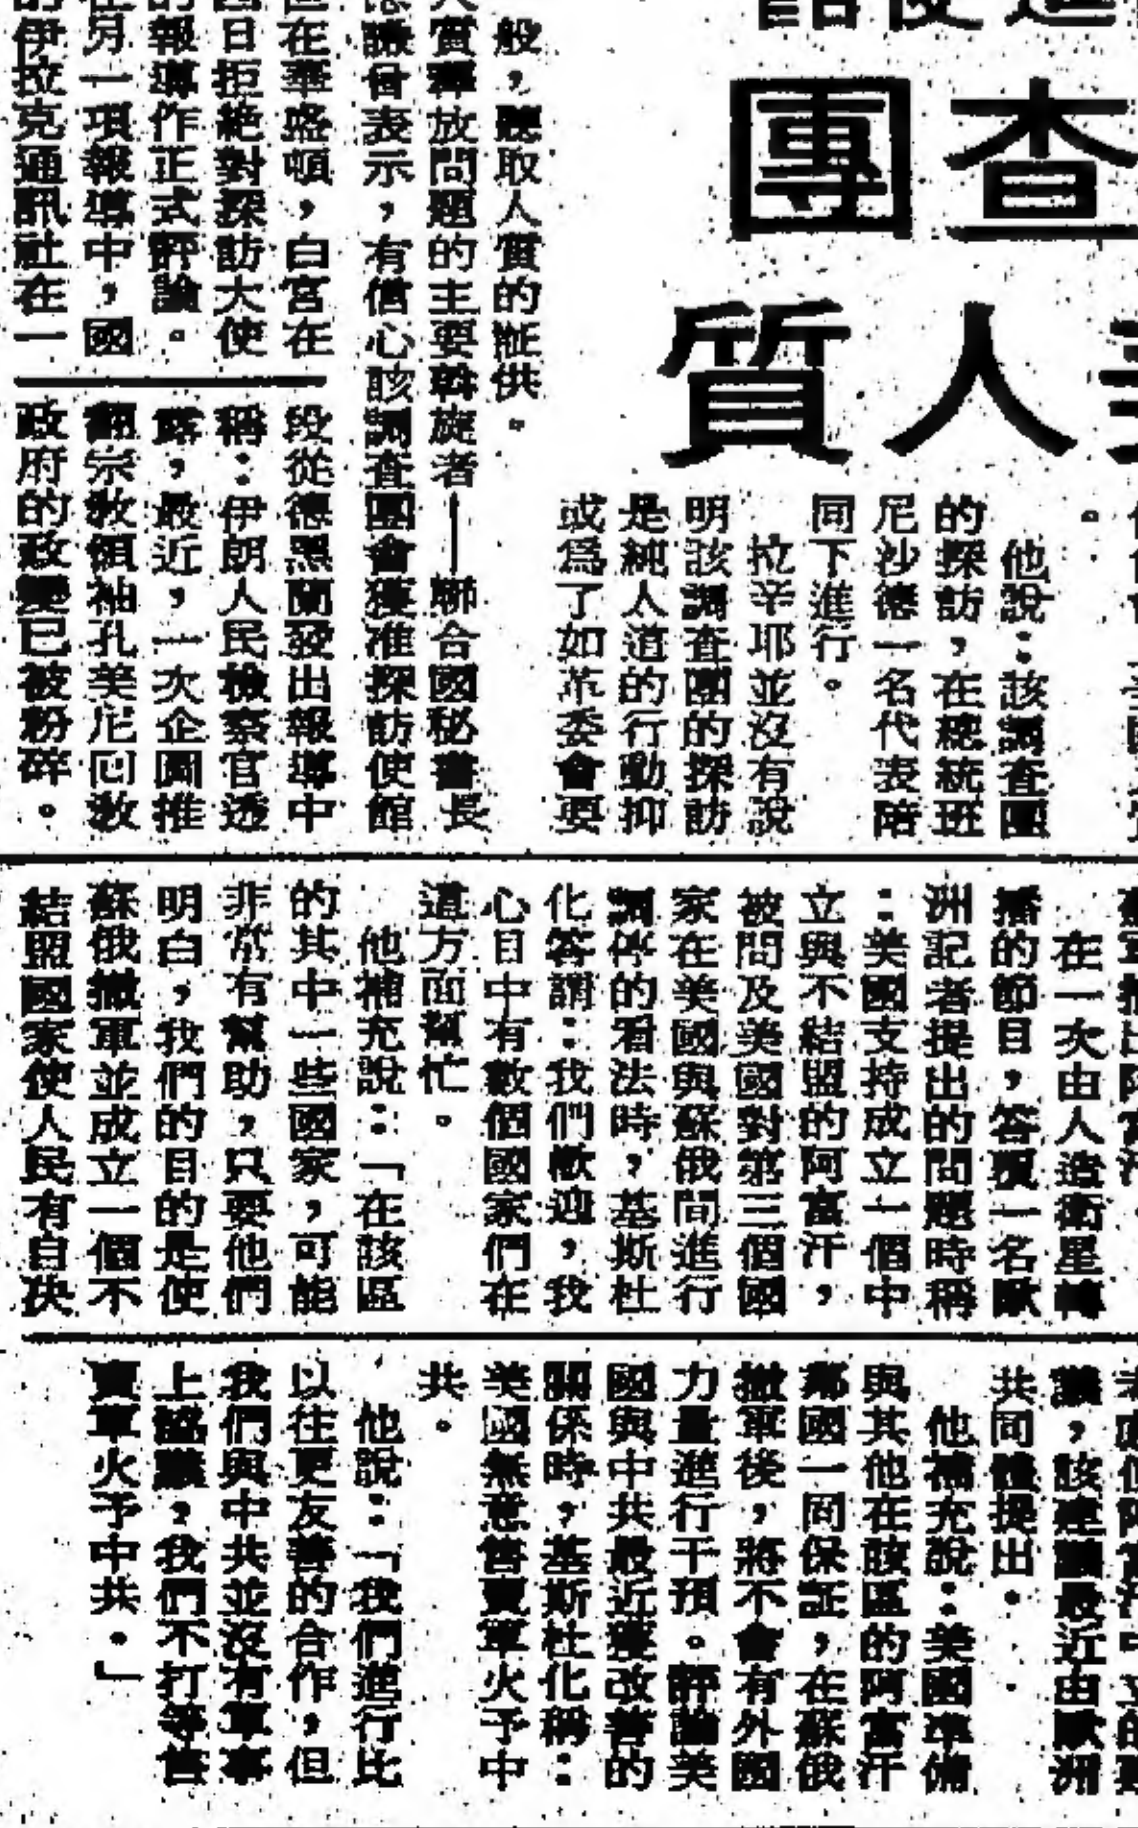 查團
人質
他說：該調查團
的探訪，在總統班
尼沙德一名代表陪
同下進行。
拉辛耶並沒有說
明該調查團的探訪
是純人道的行動抑
或為了如革委會要
般，聽取人質的證供。
人質釋放問題的主要斡旋者——聯合國秘書長
議會表示，有信心該調查團會獲准探訪使館
在華盛頓，白宮在
日拒絕對探訪大使
報導作正式評論。
月一項報導中，國
伊拉克通訊社在一
段從德黑蘭發出報導中
稱：伊朗人民檢察官透
露，最近，一次企圖推
翻宗教領袖孔美尼回教
政府的政變已被粉碎。
在一次由人造衛星轉
播的節目，答覆一名歐
洲記者提出的問題時稱
：美國支持成立一個中
立與不結盟的阿富汗，
被問及美國對第三個國
家在美國與蘇俄間進行
調停的看法時，基斯杜
化答謂：我們歡迎，我
心目中有數個國家們在
道方面幫忙。
他補充說：「在該區
的其中一些國家，可能
非常有幫助，只要他們
明白，我們的目的是使
蘇俄撤軍並成立一個不
結盟國家使人民有自決
議，該建議最近由歐洲
共同體提出。
他補充說：美國準備
與其他在該區的阿富汗
鄰國一同保証，在蘇俄
撤軍後，將不會有外國
力量進行干預。評論美
國與中共最近獲改善的
關係時，基斯杜化稱：
美國無意售賣軍火予中
共。
他說：「我們進行比
以往更友善的合作，但
我們與中共並沒有軍事
上協議，我們不打算售
賣軍火予中共。」